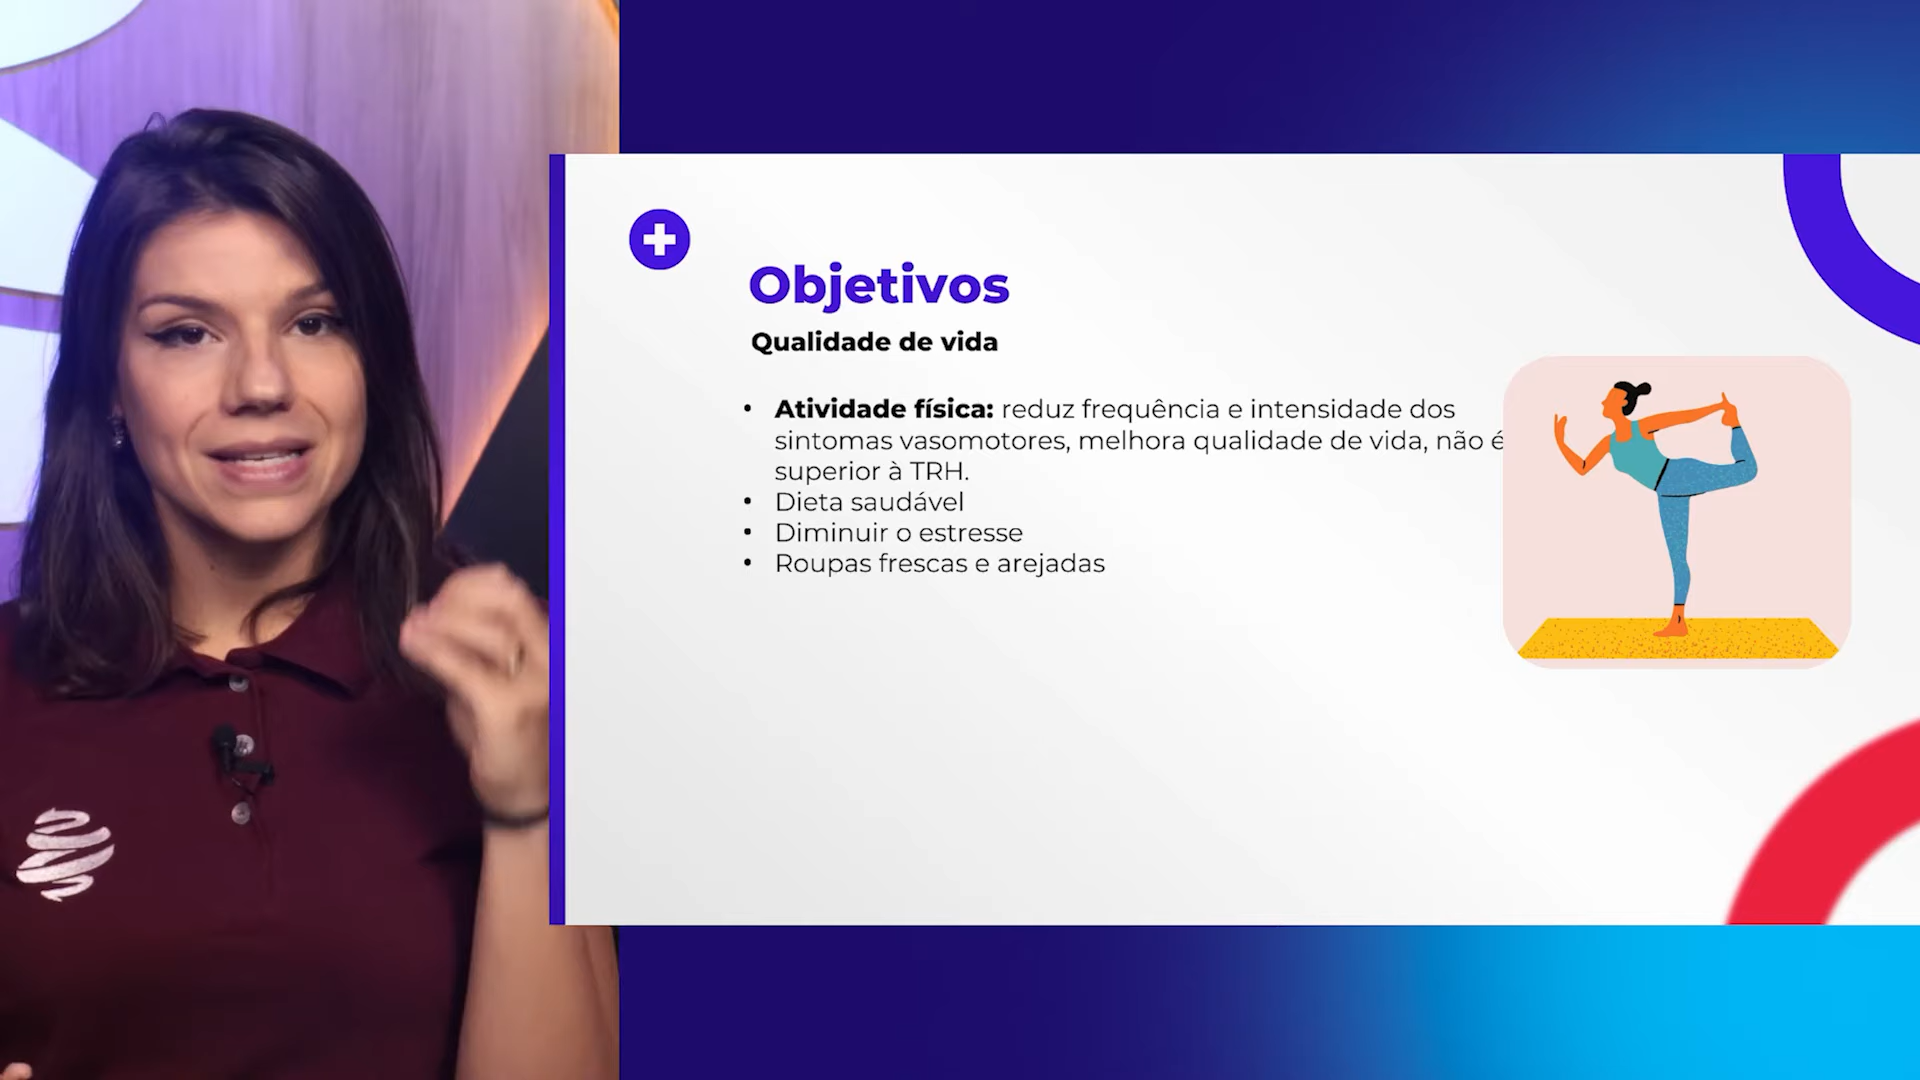 Objetivos
Qualidade de vida
• Atividade física: reduz frequência e intensidade dos
sintomas vasomotores, melhora qualidade de vida, não é
superior à TRH.
• Dieta saudável
• Diminuir o estresse
• Roupas frescas e arejadas